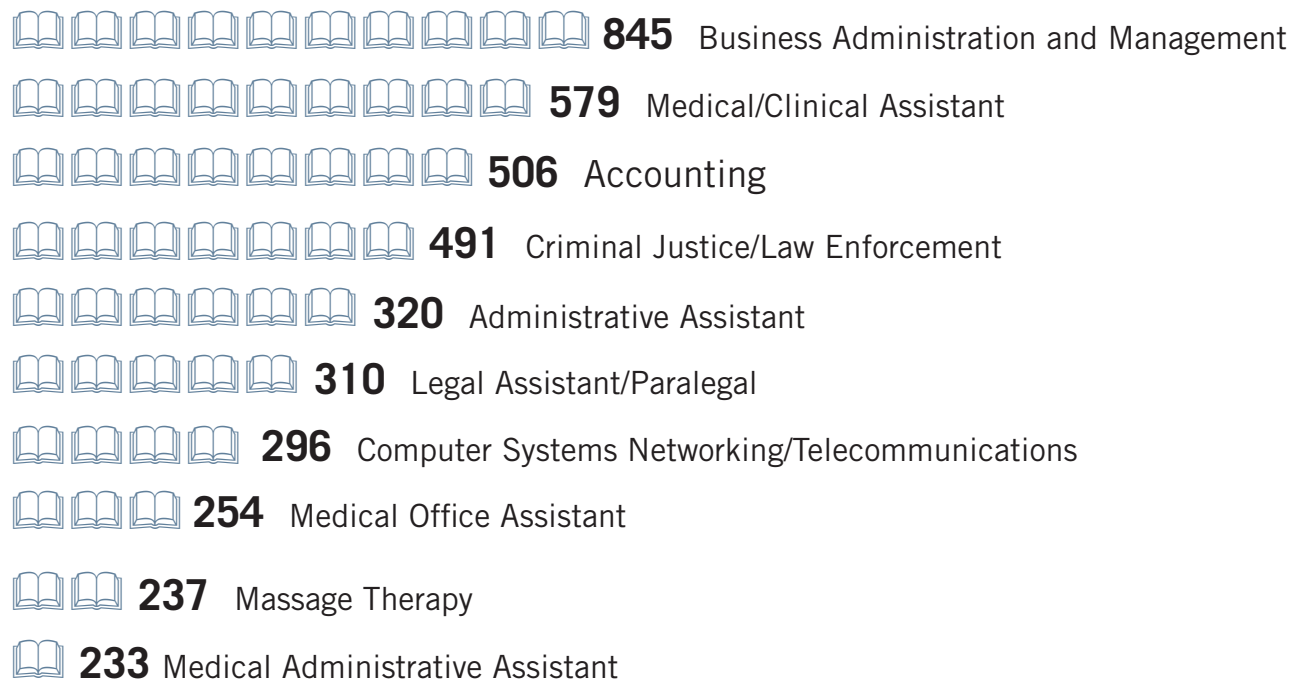 845 Business Administration and Management
579 Medical/Clinical Assistant
506 Accounting
491 Criminal Justice/Law Enforcement
320 Administrative Assistant
310 Legal Assistant/Paralegal
296 Computer Systems Networking/Telecommunications
254 Medical Office Assistant
237 Massage Therapy
233 Medical Administrative Assistant